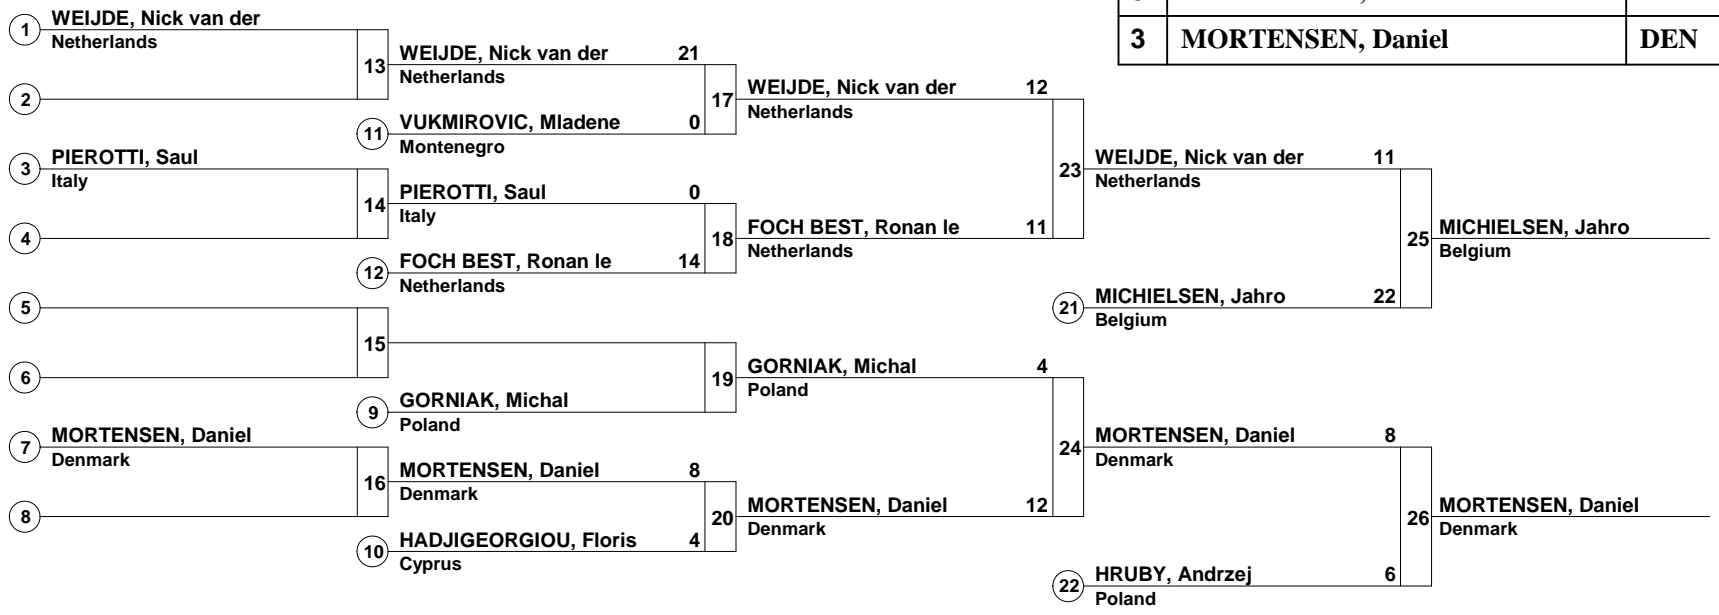 3 MORTENSEN, Daniel DEN
1 WEIJDE, Nick van der
Netherlands
13
WEIJDE, Nick van der 21
Netherlands
2
17
WEIJDE, Nick van der 12
Netherlands
11 VUKMIROVIC, Mladene 0
Montenegro
3 PIEROTTI, Saul
Italy
23
WEIJDE, Nick van der 11
Netherlands
14
PIEROTTI, Saul 0
Italy
4
18
FOCH BEST, Ronan le 11
Netherlands
25
MICHIELSEN, Jahro
Belgium
12 FOCH BEST, Ronan le 14
Netherlands
5
21 MICHIELSEN, Jahro 22
Belgium
15
6
19
GORNIAK, Michal 4
Poland
9 GORNIAK, Michal
Poland
7 MORTENSEN, Daniel
Denmark
24
MORTENSEN, Daniel 8
Denmark
16
MORTENSEN, Daniel 8
Denmark
8
20
MORTENSEN, Daniel 12
Denmark
26
MORTENSEN, Daniel
Denmark
10 HADJIGEORGIOU, Floris 4
Cyprus
22 HRUBY, Andrzej 6
Poland